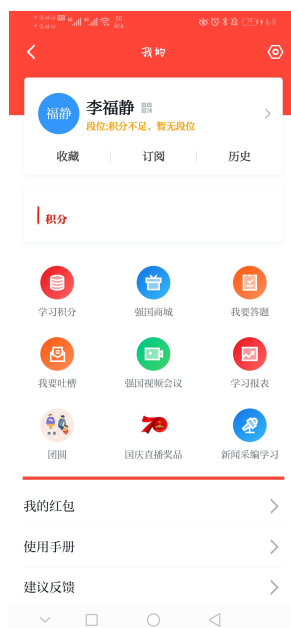 50
B/s
6:5
我的
福静
李福静
段位:积分不足，暂无段位
收藏
订阅
历史
积分
学习积分
强国商城
我要答题
我要吐槽
强国视频会议
学习报表
团圆
国庆直播奖品
新闻采编学习
我的红包
使用手册
建议反馈